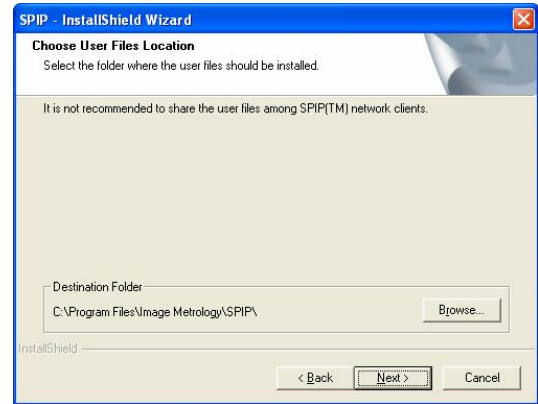 SPIP - InstallShield Wizard
Choose User Files Location
Select the folder where the user files should be installed.
It is not recommended to share the user files among SPIP(TM) network clients.
Destination Folder
C:\Program Files\Image Metrology\SPIP\
Browse...
InstallShield
< Back
Next >
Cancel